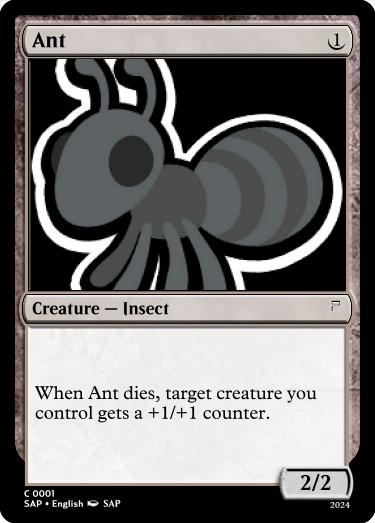 Ant 1
Creature — Insect
When Ant dies, target creature you
control gets a +1/+1 counter.
2/2
C 0001
SAP • English SAP
2024